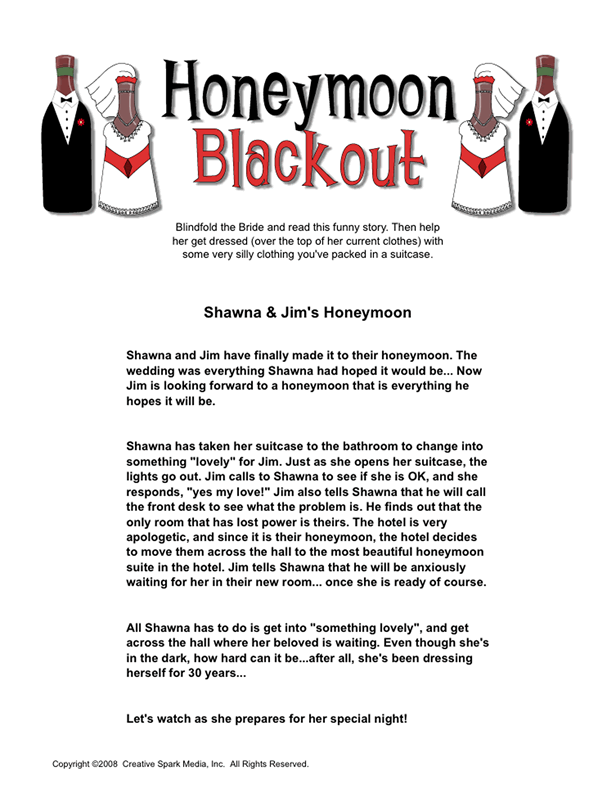 Honeymoon
Blackout
Blindfold the Bride and read this funny story. Then help
her get dressed (over the top of her current clothes) with
some very silly clothing you've packed in a suitcase.
Shawna & Jim's Honeymoon
Shawna and Jim have finally made it to their honeymoon. The
wedding was everything Shawna had hoped it would be... Now
Jim is looking forward to a honeymoon that is everything he
hopes it will be.
Shawna has taken her suitcase to the bathroom to change into
something "lovely" for Jim. Just as she opens her suitcase, the
lights go out. Jim calls to Shawna to see if she is OK, and she
responds, "yes my love!" Jim also tells Shawna that he will call
the front desk to see what the problem is. He finds out that the
only room that has lost power is theirs. The hotel is very
apologetic, and since it is their honeymoon, the hotel decides
to move them across the hall to the most beautiful honeymoon
suite in the hotel. Jim tells Shawna that he will be anxiously
waiting for her in their new room... once she is ready of course.
All Shawna has to do is get into "something lovely", and get
across the hall where her beloved is waiting. Even though she's
in the dark, how hard can it be...after all, she's been dressing
herself for 30 years...
Let's watch as she prepares for her special night!
Copyright ©2008  Creative Spark Media, Inc.  All Rights Reserved.